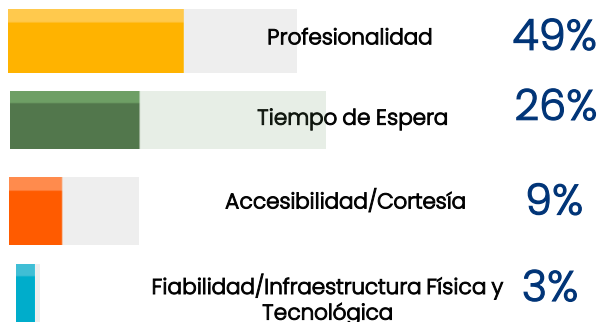 Profesionalidad 49%
Tiempo de Espera 26%
Accesibilidad/Cortesía 9%
Fiabilidad/Infraestructura Física y 3%
Tecnológica